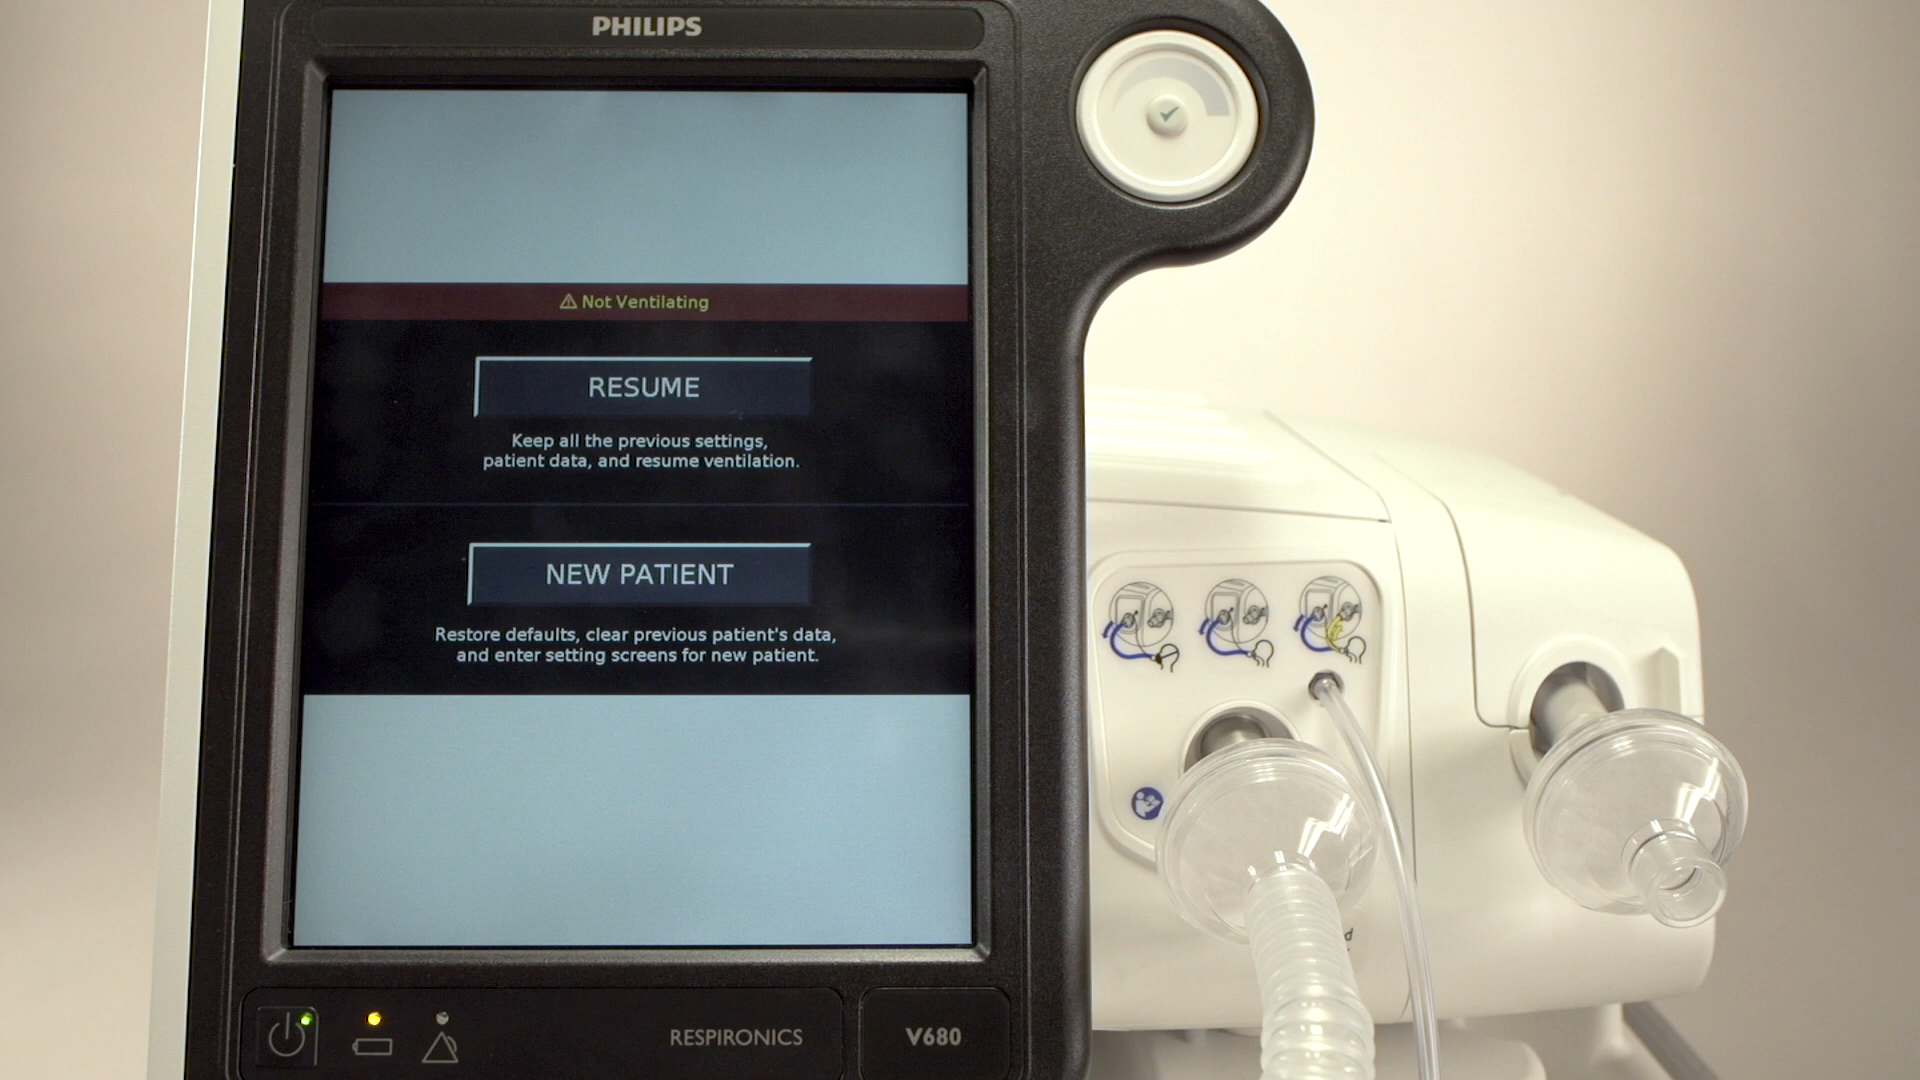 PHILIPS
Not Ventilating
RESUME
Keep all the previous settings,
patient data, and resume ventilation.
NEW PATIENT
Restore defaults, clear previous patient's data,
and enter setting screens for new patient.
RESPIRONICS
V680